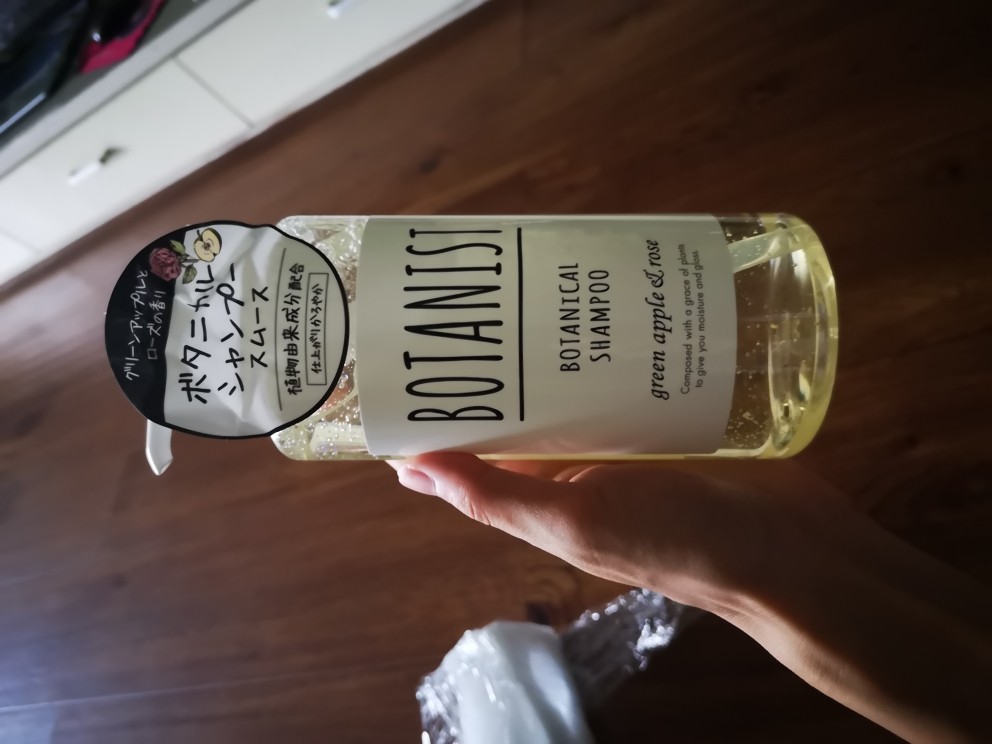 グリーンアップルと
ローズの香り
ボタニカル
シャンプー
スムース
植物由来成分配合
仕上がりかろやか
BOTANIST
BOTANICAL
SHAMPOO
green apple & rose
Composed with a grace of plants
to give you moisture and gloss